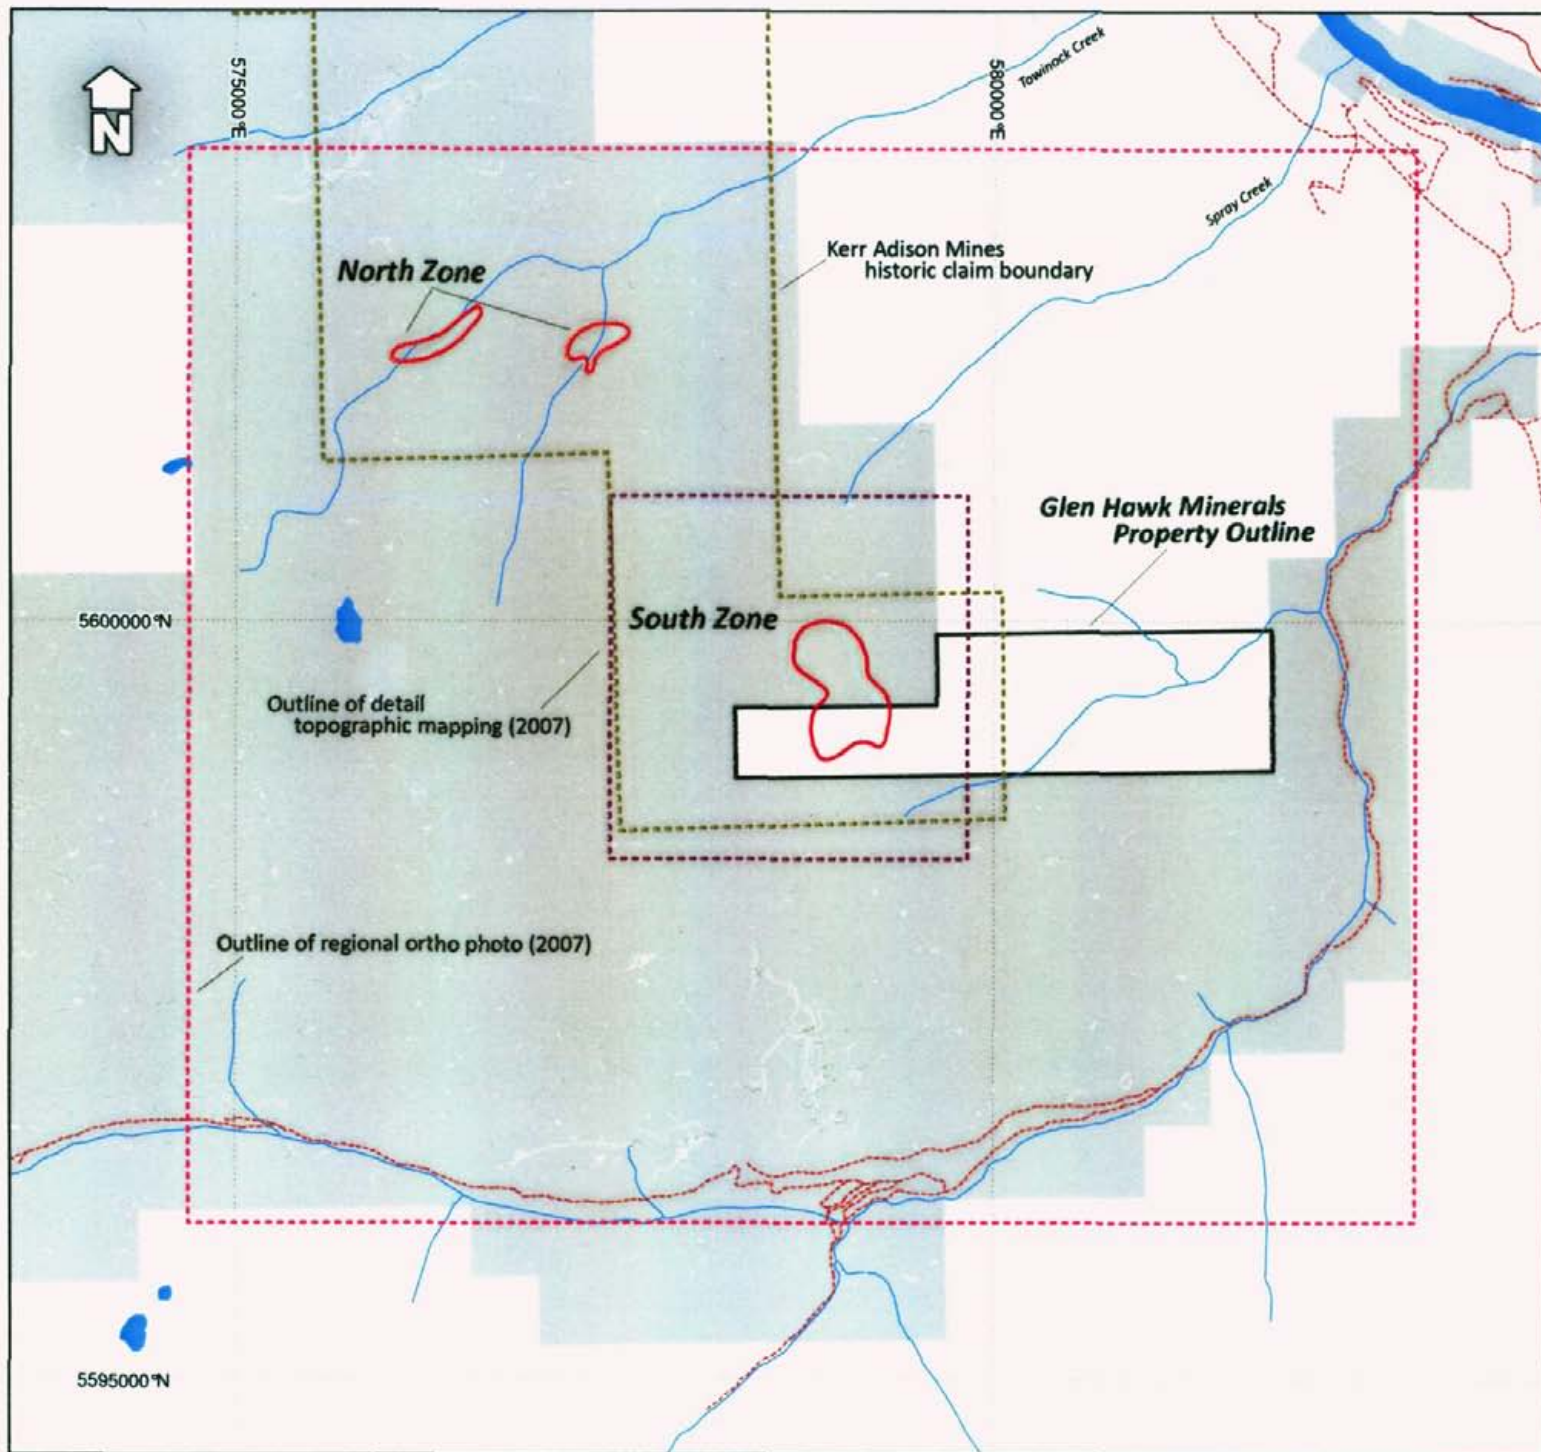 N
575000°E
580000°E
Towinock Creek
Spray Creek
Kerr Adison Mines
historic claim boundary
North Zone
Glen Hawk Minerals
Property Outline
5600000°N
South Zone
Outline of detail
topographic mapping (2007)
Outline of regional ortho photo (2007)
5595000°N